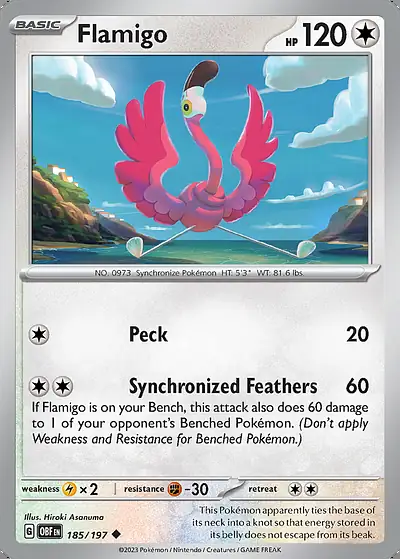 BASIC
Flamigo
HP 120
NO. 0973 Synchronize Pokémon HT: 5'3" WT: 81.6 lbs.
Peck 20
Synchronized Feathers 60
If Flamigo is on your Bench, this attack also does 60 damage
to 1 of your opponent's Benched Pokémon. (Don't apply
Weakness and Resistance for Benched Pokémon.)
weakness ×2 resistance -30 retreat
Illus. Hiroki Asanuma
G OBF EN 185/197
This Pokémon apparently ties the base
of its neck into a knot so that energy stored in
its belly does not escape from its beak.
©2023 Pokémon / Nintendo / Creatures / GAME FREAK